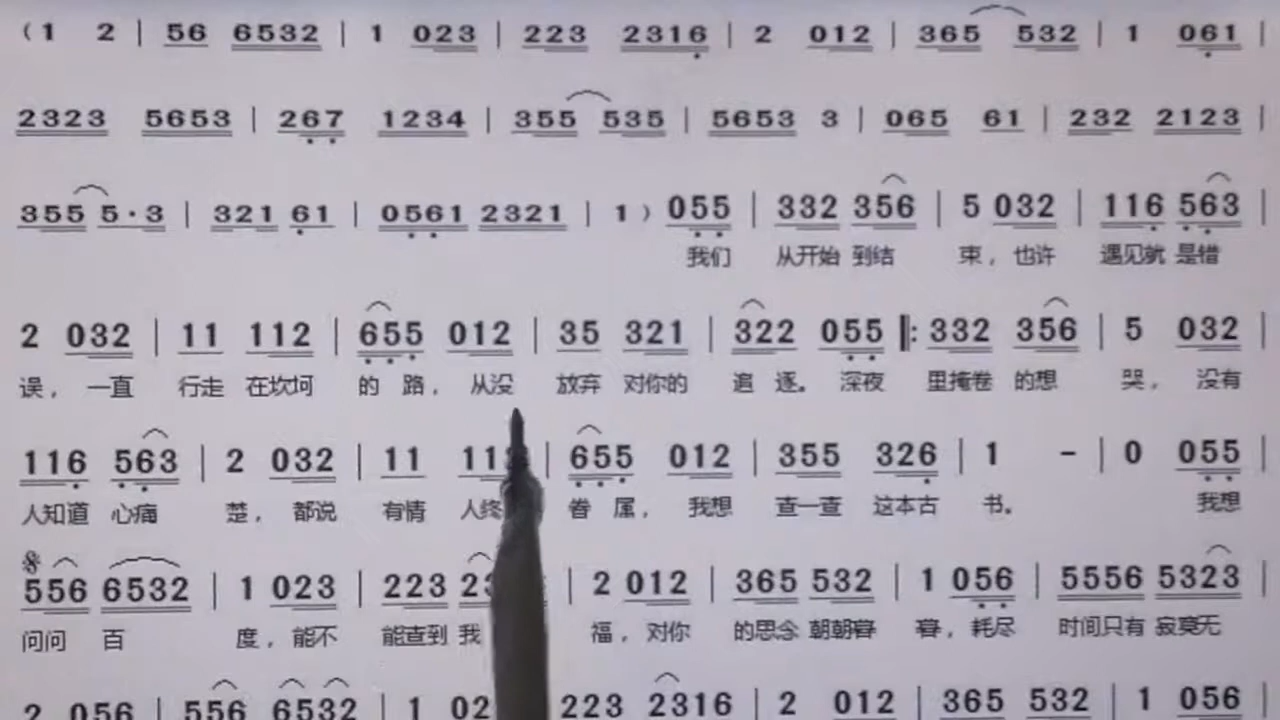 (1 2 | 56 6532 | 1 023 | 223 2316 | 2 012 | 365 532 | 1 061 |
2323 5653 | 267 1234 | 355 535 | 5653 3 | 065 61 | 232 2123 |
355 5·3 | 321 61 | 0561 2321 | 1 ) 055 | 332 356 | 5 032 | 116 563 |
我们 从开始 到结 束，也许 遇见就 是错
2 032 | 11 112 | 655 012 | 35 321 | 322 055 ‖: 332 356 | 5 032 |
误，一直 行走 在坎坷 的 路，从没 放弃 对你的 追 逐。深夜 里掩卷 的想 哭，没有
116 563 | 2 032 | 11 11 | 655 012 | 355 326 | 1 - | 0 055 |
人知道 心痛 楚，都说 有情 人终 眷 属，我想 查一查 这本古 书。 我想
556 6532 | 1 023 | 223 2 | 2 012 | 365 532 | 1 056 | 5556 5323 |
问问 百 度，能不 能查到 我 福，对你 的思念 朝朝暮 暮，耗尽 时间只有 寂寞无
2 056 | 556 6532 | 1 02 223 2316 | 2 012 | 365 532 | 1 056